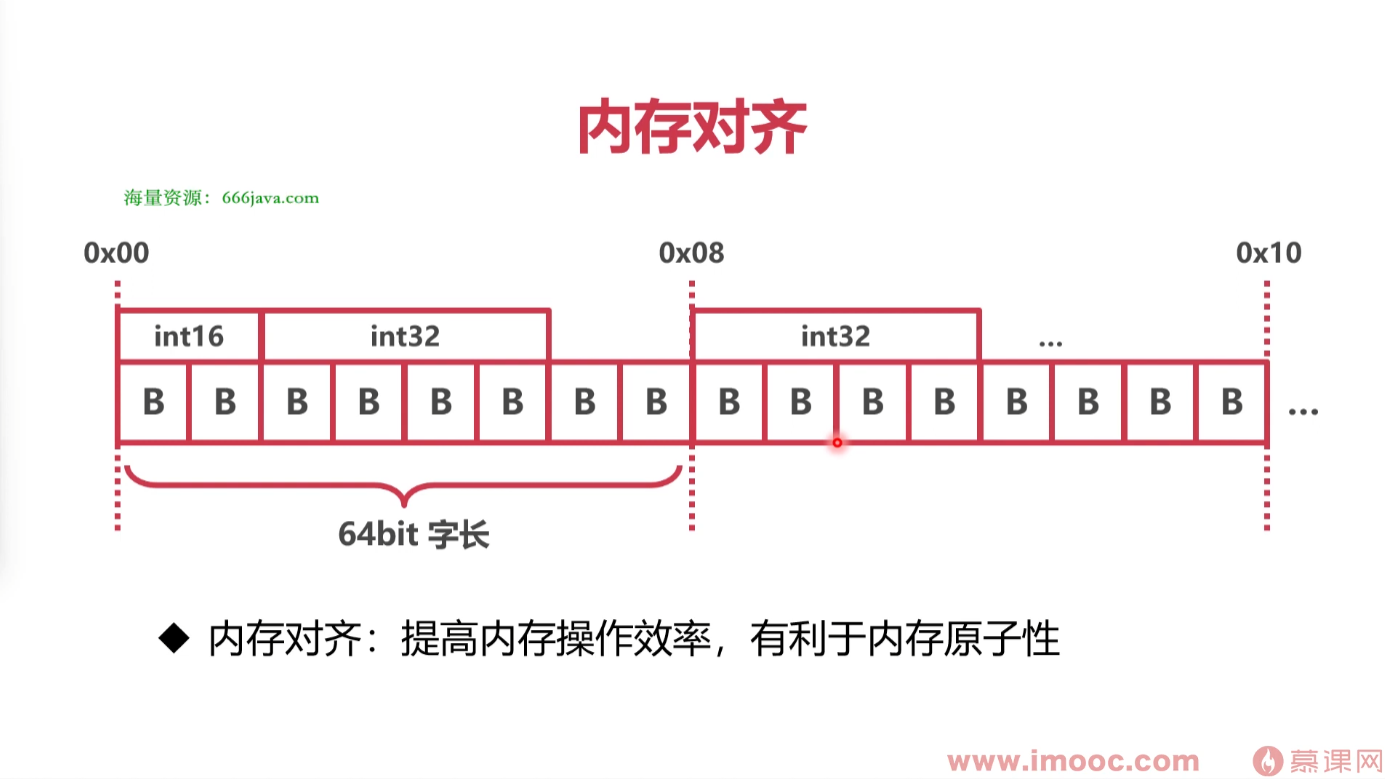 内存对齐
海量资源：666java.com
0x00 0x08 0x10
int16 int32 int32 ...
B B B B B B B B B B B B B B B B ...
64bit 字长
◆ 内存对齐：提高内存操作效率，有利于内存原子性
www.imooc.com 慕课网